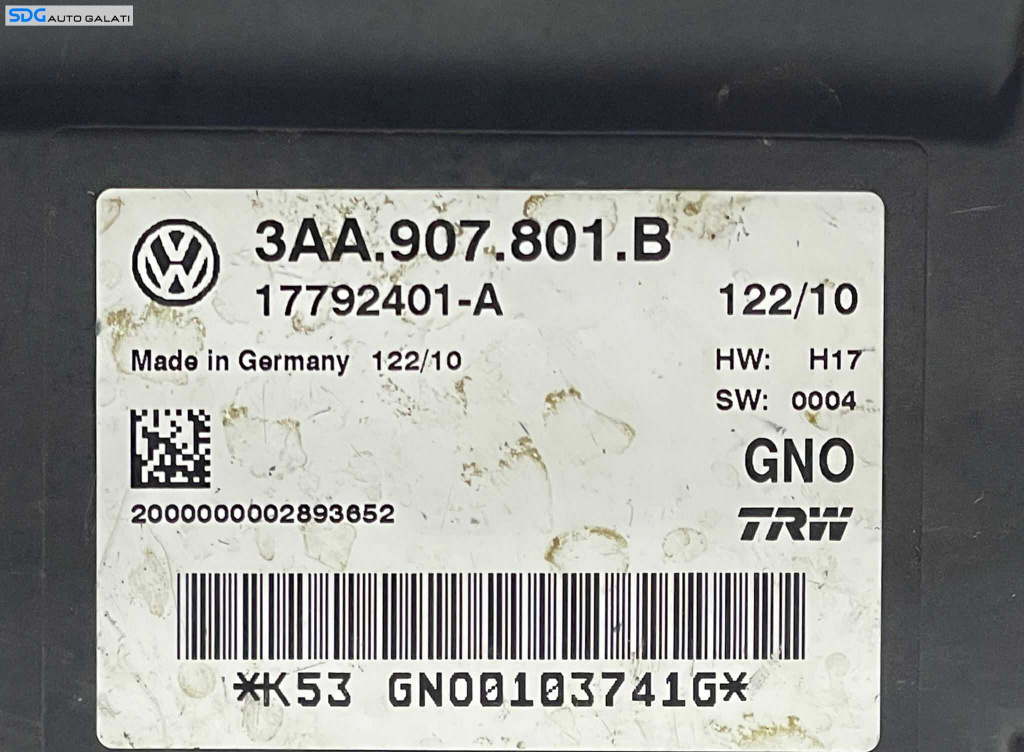 SDG AUTO GALATI
3AA.907.801.B
17792401-A 122/10
Made in Germany 122/10 HW: H17
SW: 0004
GNO
2000000002893652
TRW
*K53 GNO0103741G*